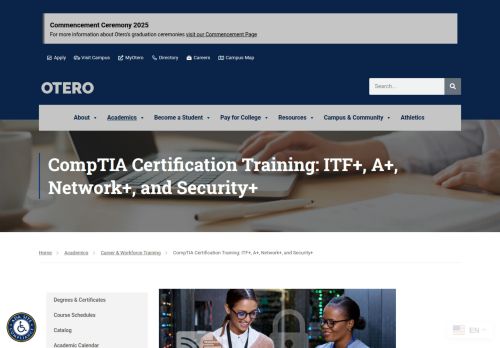 Commencement Ceremony 2025
For more information about Otero's graduation ceremonies visit our Commencement Page
Apply Visit Campus MyOtero Directory Careers Campus Map
OTERO
Search...
About Academics Become a Student Pay for College Resources Campus & Community Athletics
CompTIA Certification Training: ITF+, A+,
Network+, and Security+
Home > Academics > Career & Workforce Training > CompTIA Certification Training: ITF+, A+, Network+, and Security+
Degrees & Certificates
Course Schedules
Catalog
Academic Calendar
EN